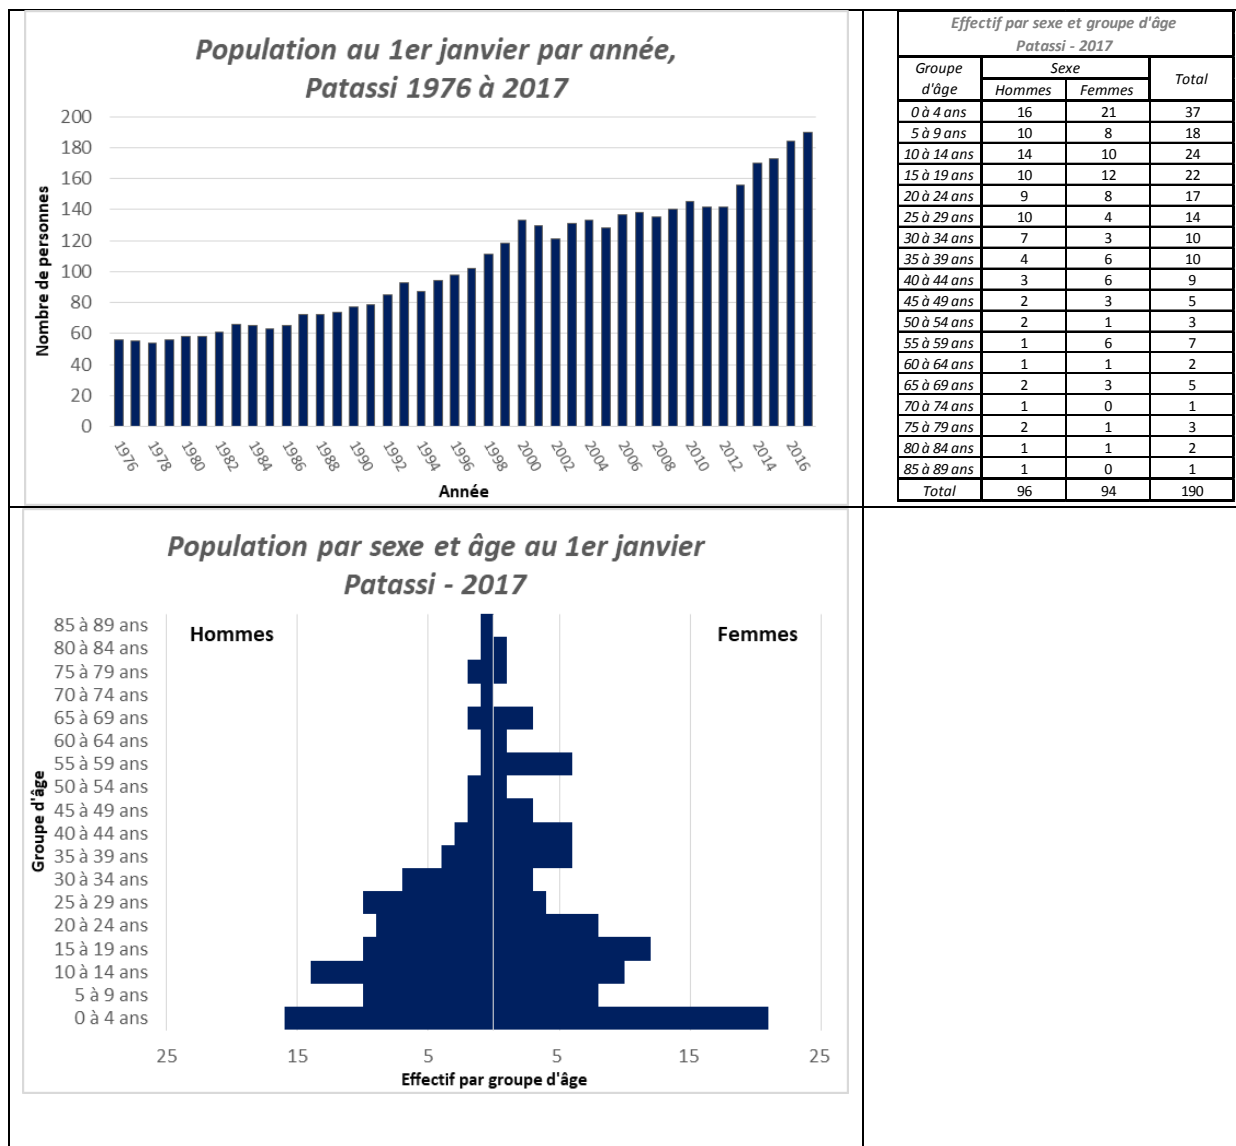 Population au 1er janvier par année,
Patassi 1976 à 2017
200
180
160
140
120
100
80
60
40
20
0
Nombre de personnes
1976 1978 1980 1982 1984 1986 1988 1990 1992 1994 1996 1998 2000 2002 2004 2006 2008 2010 2012 2014 2016
Année
Effectif par sexe et groupe d'âge
Patassi - 2017
Groupe d'âge Sexe Total
Hommes Femmes
0 à 4 ans 16 21 37
5 à 9 ans 10 8 18
10 à 14 ans 14 10 24
15 à 19 ans 10 12 22
20 à 24 ans 9 8 17
25 à 29 ans 10 4 14
30 à 34 ans 7 3 10
35 à 39 ans 4 6 10
40 à 44 ans 3 6 9
45 à 49 ans 2 3 5
50 à 54 ans 2 1 3
55 à 59 ans 1 6 7
60 à 64 ans 1 1 2
65 à 69 ans 2 3 5
70 à 74 ans 1 0 1
75 à 79 ans 2 1 3
80 à 84 ans 1 1 2
85 à 89 ans 1 0 1
Total 96 94 190
Population par sexe et âge au 1er janvier
Patassi - 2017
Hommes Femmes
85 à 89 ans
80 à 84 ans
75 à 79 ans
70 à 74 ans
65 à 69 ans
60 à 64 ans
55 à 59 ans
50 à 54 ans
45 à 49 ans
40 à 44 ans
35 à 39 ans
30 à 34 ans
25 à 29 ans
20 à 24 ans
15 à 19 ans
10 à 14 ans
5 à 9 ans
0 à 4 ans
Groupe d'âge
25 15 5 5 15 25
Effectif par groupe d'âge